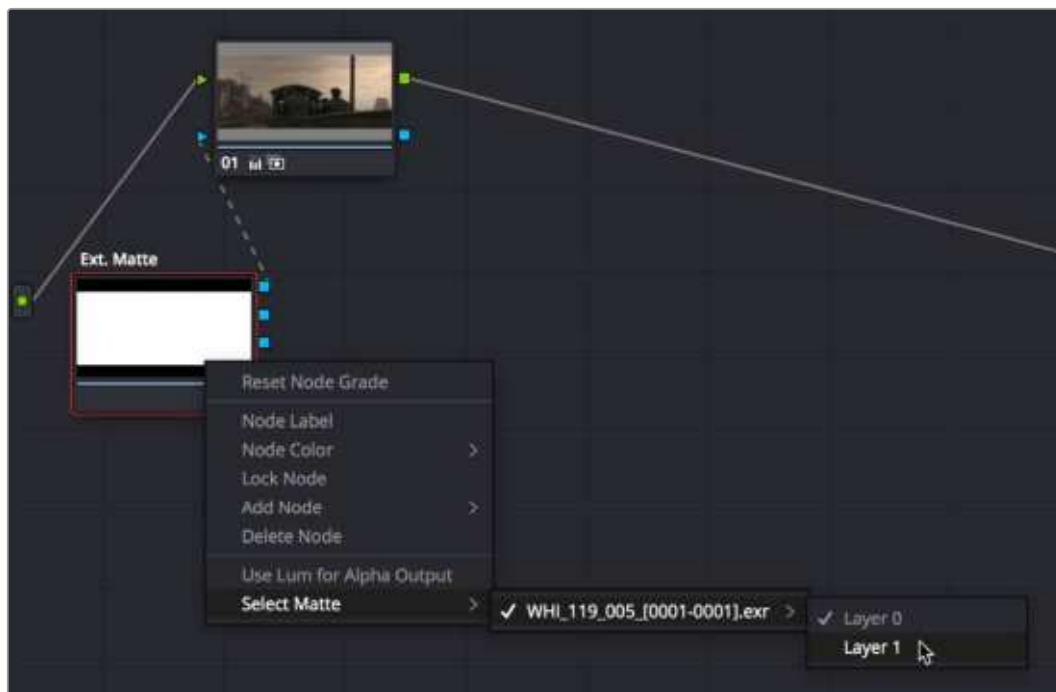 01
Ext. Matte
Reset Node Grade
Node Label
Node Color
Lock Node
Add Node
Delete Node
Use Lum for Alpha Output
Select Matte
WHI_119_005_[0001-0001].exr
Layer 0
Layer 1